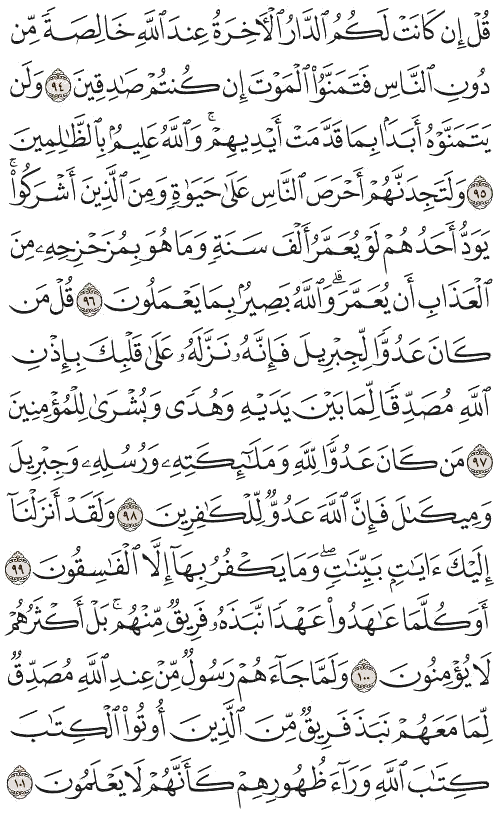 قُلْ إِن كَانَتْ لَكُمُ ٱلدَّارُ ٱلْأَخِرَةُ عِندَ ٱللَّهِ خَالِصَةً مِّن
دُونِ ٱلنَّاسِ فَتَمَنَّوُا۟ ٱلْمَوْتَ إِن كُنتُمْ صَٰدِقِينَ ٩٤ وَلَن
يَتَمَنَّوْهُ أَبَدًۢا بِمَا قَدَّمَتْ أَيْدِيهِمْ ۚ وَٱللَّهُ عَلِيمٌۢ بِٱلظَّٰلِمِينَ
٩٥ وَلَتَجِدَنَّهُمْ أَحْرَصَ ٱلنَّاسِ عَلَىٰ حَيَوٰةٍ وَمِنَ ٱلَّذِينَ أَشْرَكُوا۟ ۚ
يَوَدُّ أَحَدُهُمْ لَوْ يُعَمَّرُ أَلْفَ سَنَةٍ وَمَا هُوَ بِمُزَحْزِحِهِۦ مِنَ
ٱلْعَذَابِ أَن يُعَمَّرَ ۗ وَٱللَّهُ بَصِيرٌۢ بِمَا يَعْمَلُونَ ٩٦ قُلْ مَن
كَانَ عَدُوًّا لِّجِبْرِيلَ فَإِنَّهُۥ نَزَّلَهُۥ عَلَىٰ قَلْبِكَ بِإِذْنِ
ٱللَّهِ مُصَدِّقًا لِّمَا بَيْنَ يَدَيْهِ وَهُدًى وَبُشْرَىٰ لِلْمُؤْمِنِينَ
٩٧ مَن كَانَ عَدُوًّا لِّلَّهِ وَمَلَٰٓئِكَتِهِۦ وَرُسُلِهِۦ وَجِبْرِيلَ
وَمِيكَىٰلَ فَإِنَّ ٱللَّهَ عَدُوٌّ لِّلْكَٰفِرِينَ ٩٨ وَلَقَدْ أَنزَلْنَآ
إِلَيْكَ ءَايَٰتٍۭ بَيِّنَٰتٍ ۖ وَمَا يَكْفُرُ بِهَآ إِلَّا ٱلْفَٰسِقُونَ ٩٩
أَوَكُلَّمَا عَٰهَدُوا۟ عَهْدًا نَّبَذَهُۥ فَرِيقٌ مِّنْهُم ۚ بَلْ أَكْثَرُهُمْ
لَا يُؤْمِنُونَ ١٠٠ وَلَمَّا جَآءَهُمْ رَسُولٌ مِّنْ عِندِ ٱللَّهِ مُصَدِّقٌ
لِّمَا مَعَهُمْ نَبَذَ فَرِيقٌ مِّنَ ٱلَّذِينَ أُوتُوا۟ ٱلْكِتَٰبَ
كِتَٰبَ ٱللَّهِ وَرَآءَ ظُهُورِهِمْ كَأَنَّهُمْ لَا يَعْلَمُونَ ١٠١